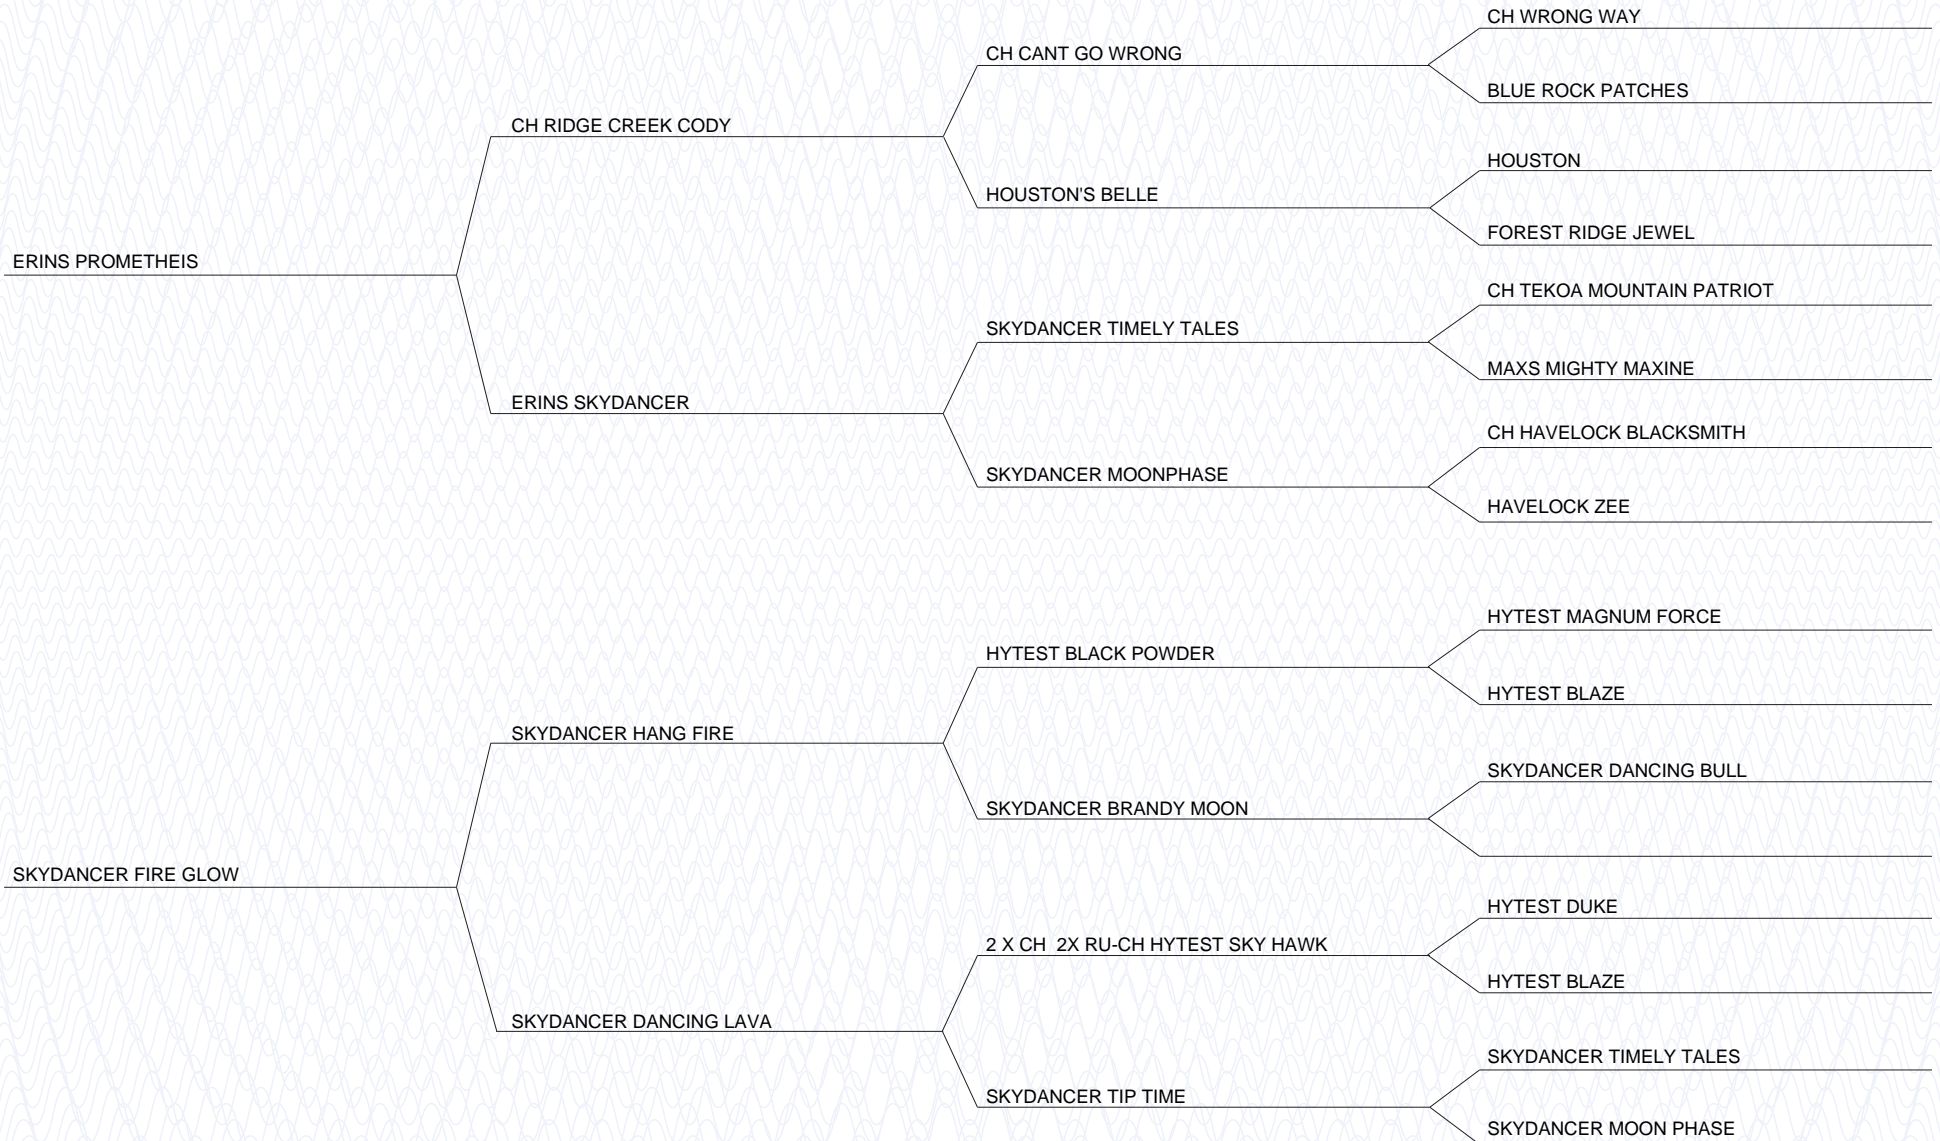 CH WRONG WAY
CH CANT GO WRONG
BLUE ROCK PATCHES
CH RIDGE CREEK CODY
HOUSTON
HOUSTON'S BELLE
FOREST RIDGE JEWEL
ERINS PROMETHEIS
CH TEKOA MOUNTAIN PATRIOT
SKYDANCER TIMELY TALES
MAXS MIGHTY MAXINE
ERINS SKYDANCER
CH HAVELOCK BLACKSMITH
SKYDANCER MOONPHASE
HAVELOCK ZEE
HYTEST MAGNUM FORCE
HYTEST BLACK POWDER
HYTEST BLAZE
SKYDANCER HANG FIRE
SKYDANCER DANCING BULL
SKYDANCER BRANDY MOON
SKYDANCER FIRE GLOW
HYTEST DUKE
2 X CH  2X RU-CH HYTEST SKY HAWK
HYTEST BLAZE
SKYDANCER DANCING LAVA
SKYDANCER TIMELY TALES
SKYDANCER TIP TIME
SKYDANCER MOON PHASE